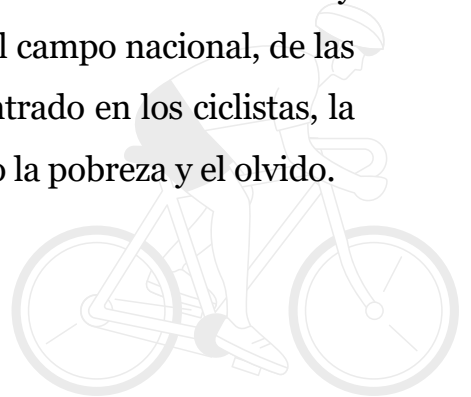 l campo nacional, de las
ntrado en los ciclistas, la
o la pobreza y el olvido.